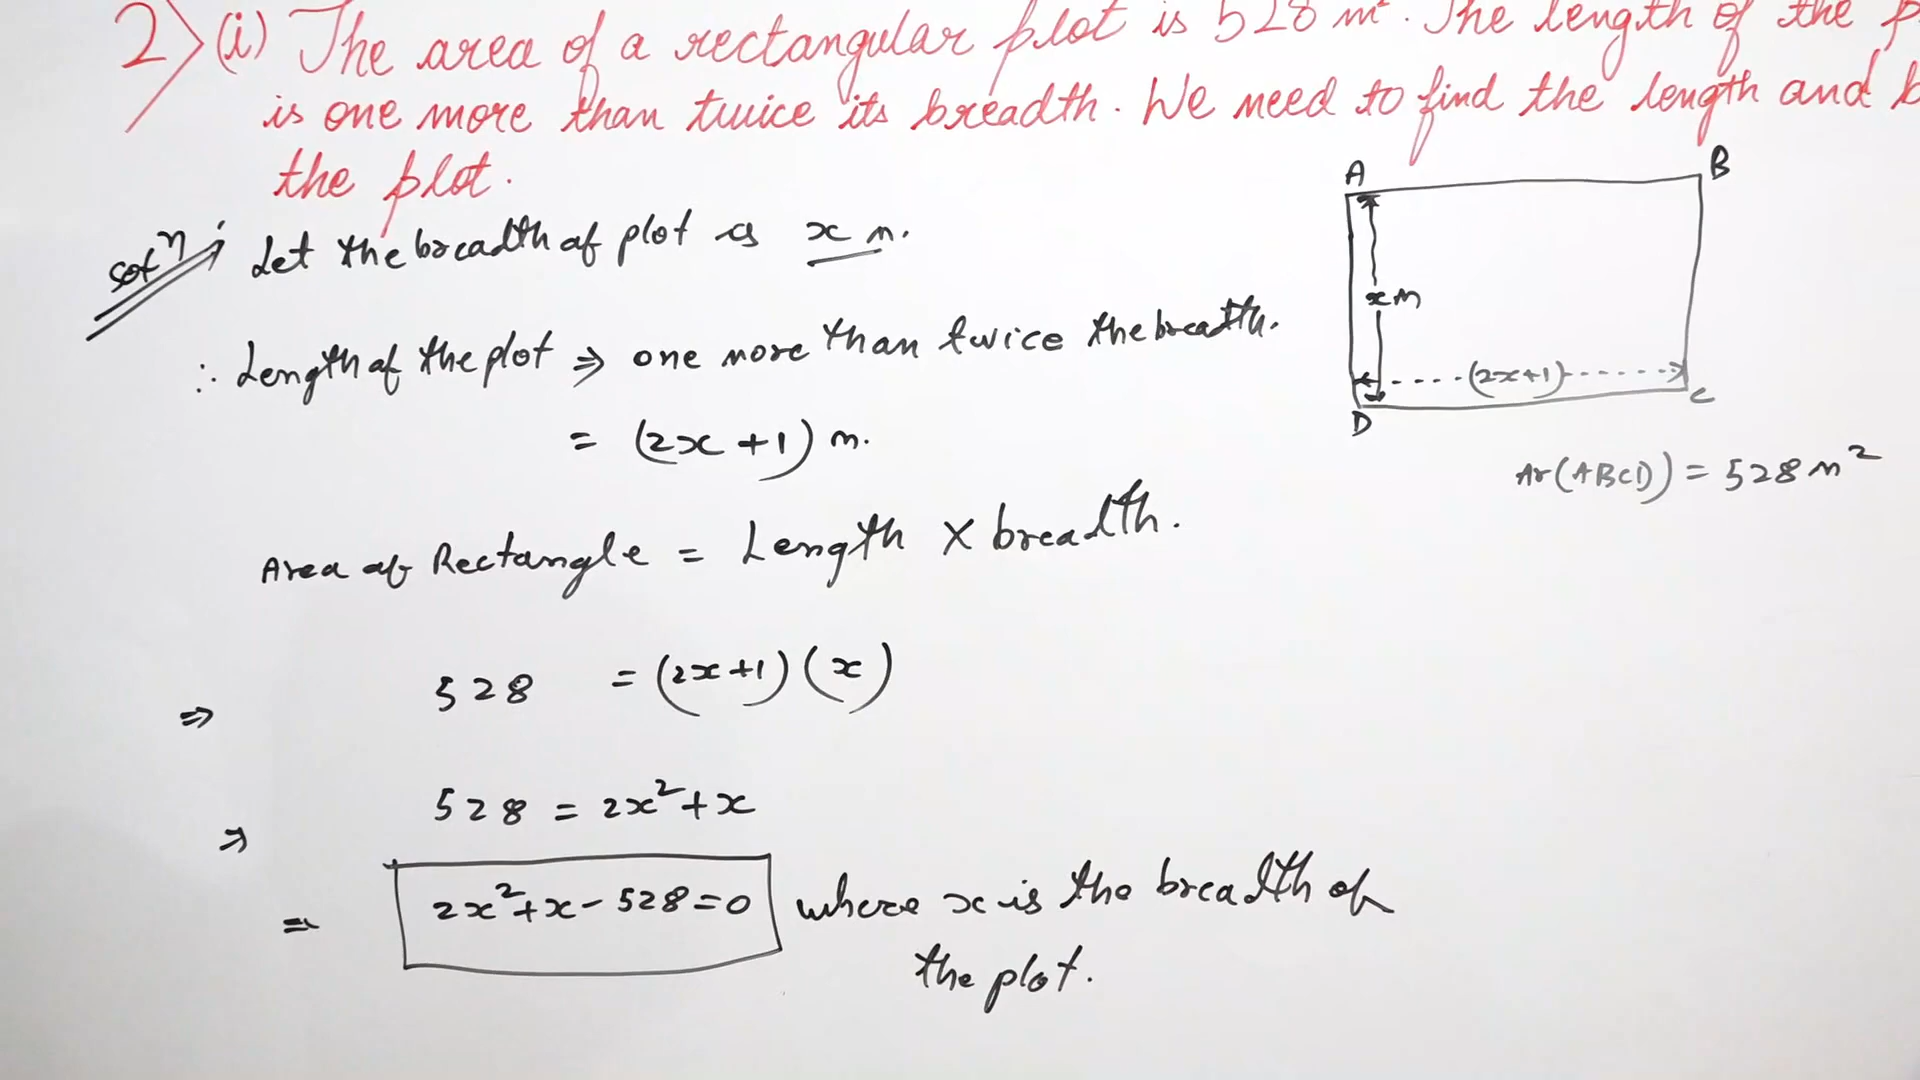 2) (i) The area of a rectangular plot is 528 m². The length of the
is one more than twice its breadth. We need to find the length and
the plot.
Solⁿ: Let the breadth of plot is x m.
∴ Length of the plot ⇒ one more than twice the breadth.
= (2x+1) m.
Area of Rectangle = Length × breadth.
⇒ 528 = (2x+1)(x)
⇒ 528 = 2x²+x
⇒ 2x²+x-528=0 where x is the breadth of
the plot.
A
B
x m
(2x+1)
D
C
Ar(ABCD) = 528 m²